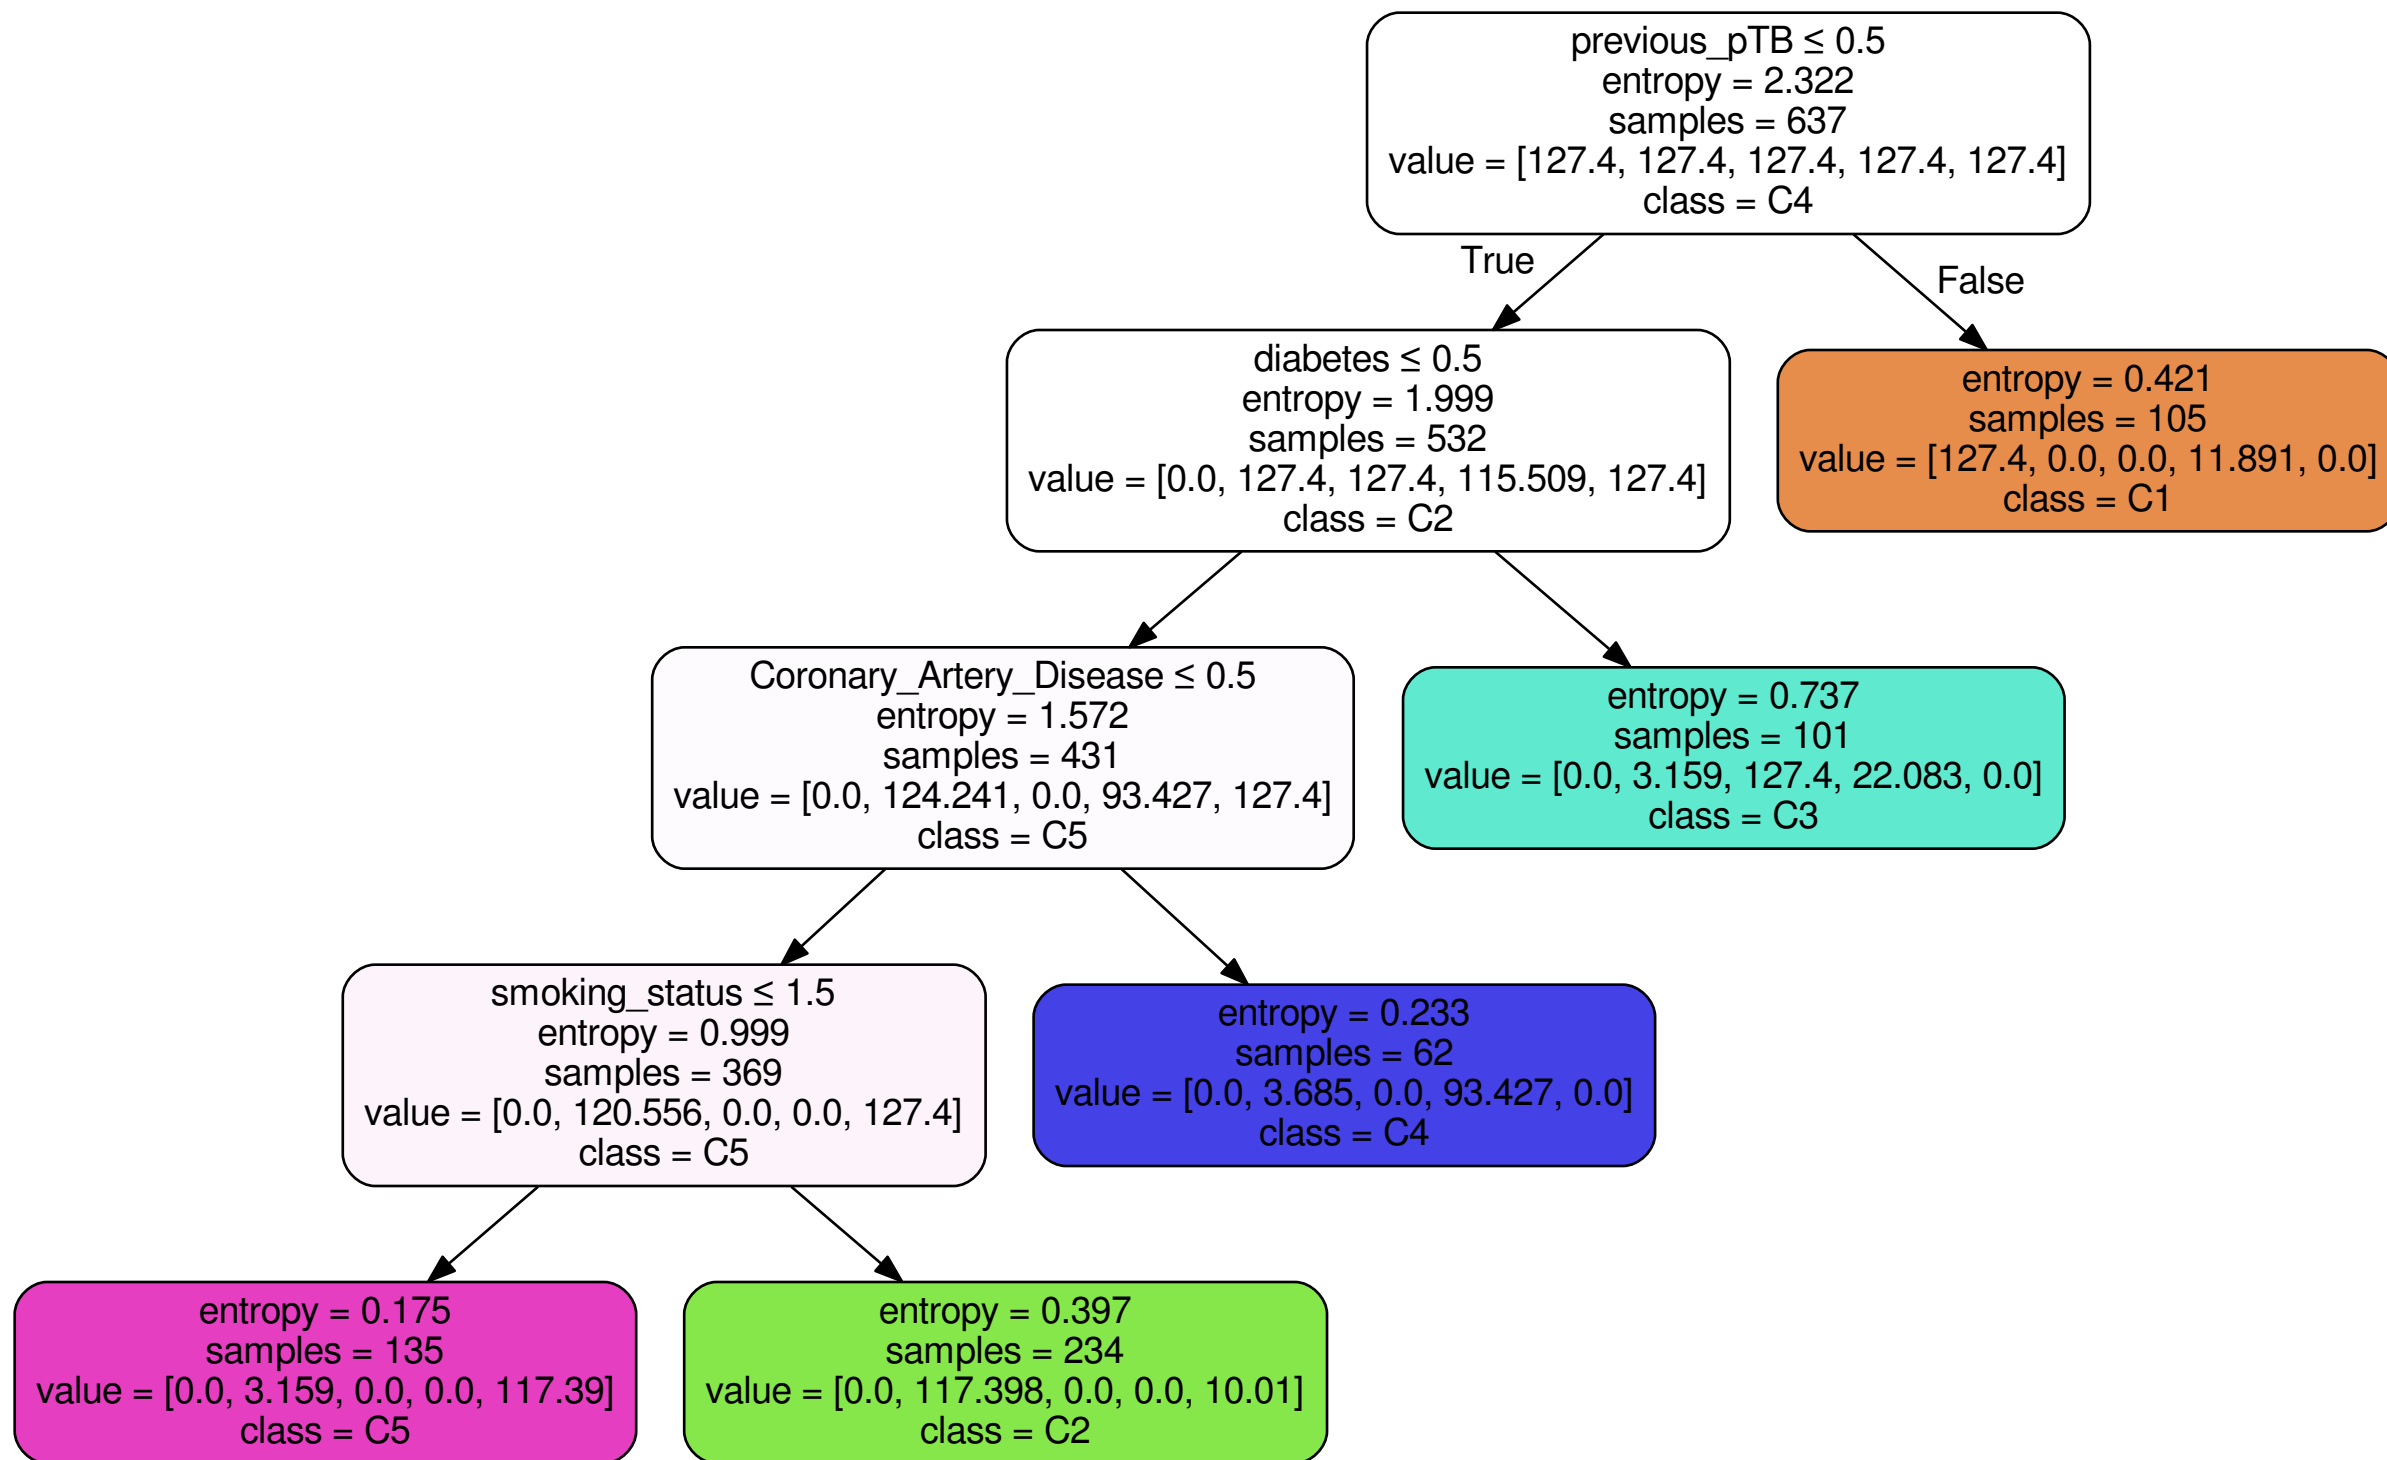 previous_pTB ≤ 0.5
entropy = 2.322
samples = 637
value = [127.4, 127.4, 127.4, 127.4, 127.4]
class = C4
True
False
diabetes ≤ 0.5
entropy = 1.999
samples = 532
value = [0.0, 127.4, 127.4, 115.509, 127.4]
class = C2
entropy = 0.421
samples = 105
value = [127.4, 0.0, 0.0, 11.891, 0.0]
class = C1
Coronary_Artery_Disease ≤ 0.5
entropy = 1.572
samples = 431
value = [0.0, 124.241, 0.0, 93.427, 127.4]
class = C5
entropy = 0.737
samples = 101
value = [0.0, 3.159, 127.4, 22.083, 0.0]
class = C3
smoking_status ≤ 1.5
entropy = 0.999
samples = 369
value = [0.0, 120.556, 0.0, 0.0, 127.4]
class = C5
entropy = 0.233
samples = 62
value = [0.0, 3.685, 0.0, 93.427, 0.0]
class = C4
entropy = 0.175
samples = 135
value = [0.0, 3.159, 0.0, 0.0, 117.39]
class = C5
entropy = 0.397
samples = 234
value = [0.0, 117.398, 0.0, 0.0, 10.01]
class = C2